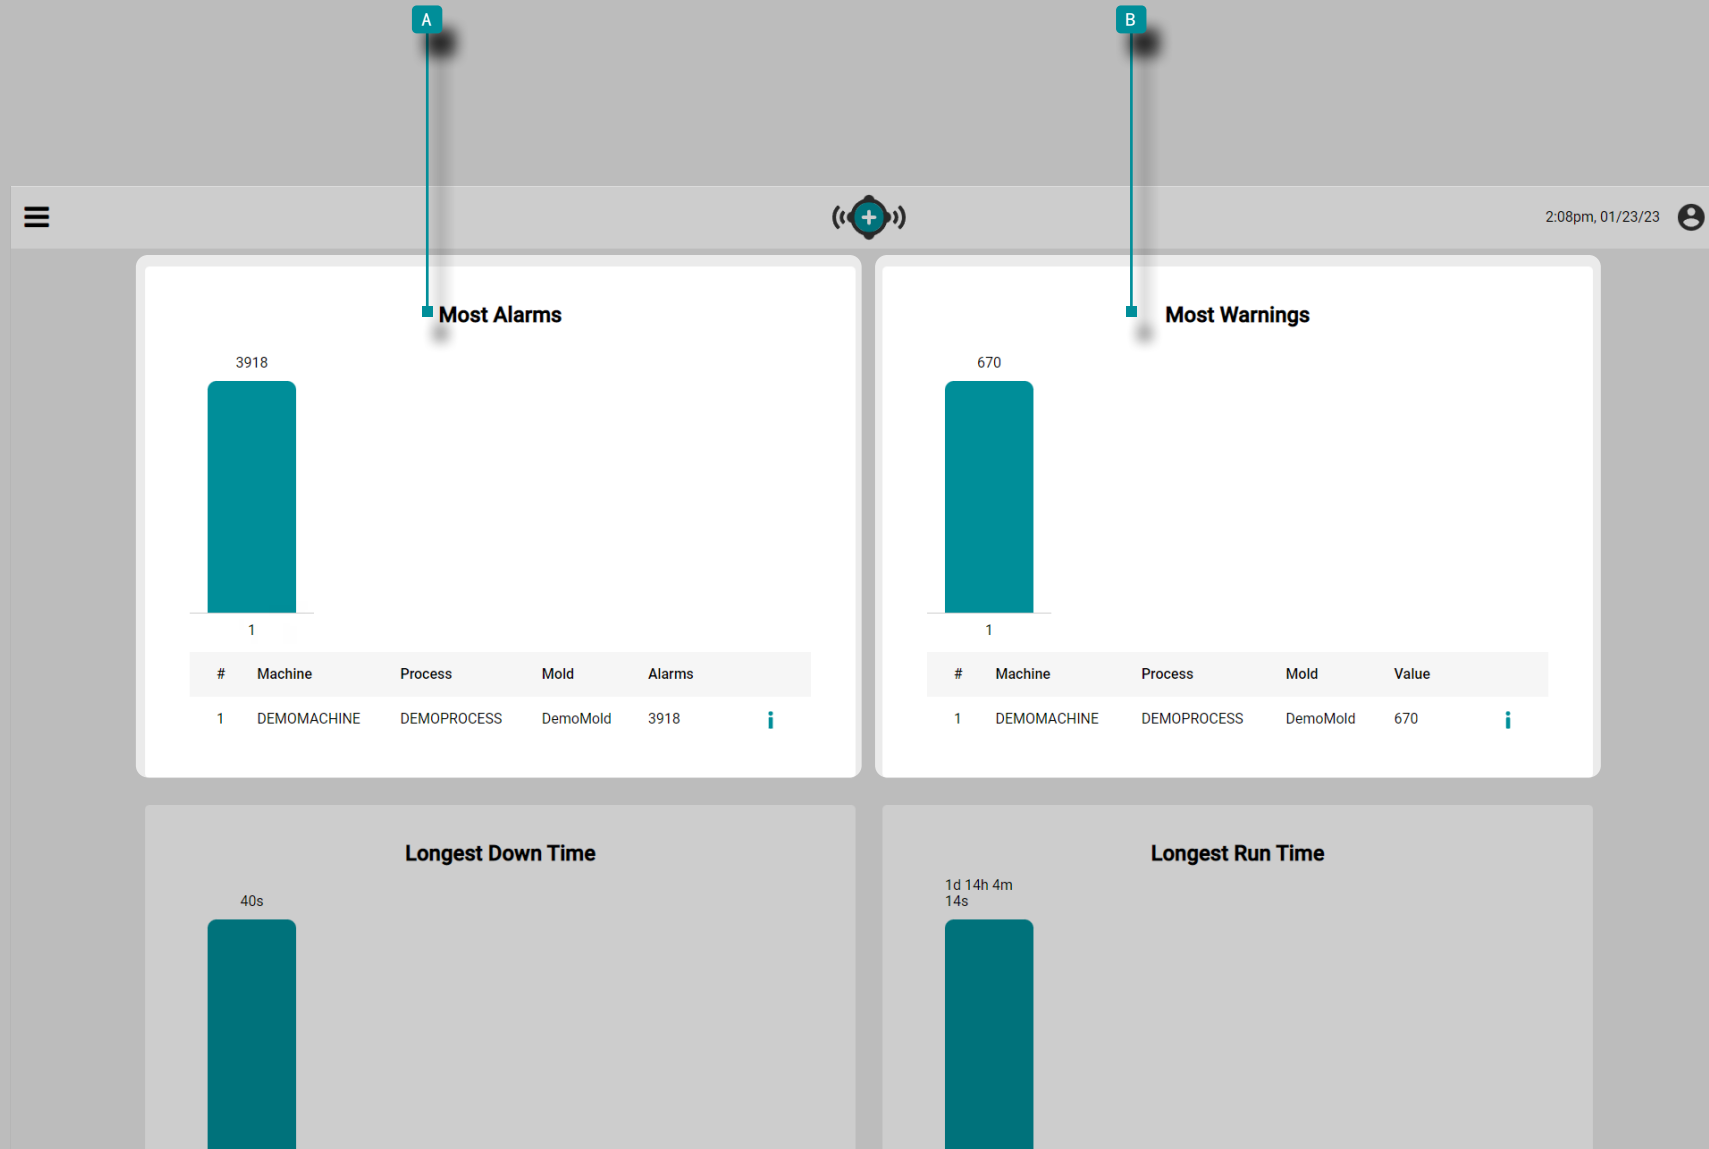 A
B
2:08pm, 01/23/23
Most Alarms
3918
1
# Machine Process Mold Alarms
1 DEMOMACHINE DEMOPROCESS DemoMold 3918
Most Warnings
670
1
# Machine Process Mold Value
1 DEMOMACHINE DEMOPROCESS DemoMold 670
Longest Down Time
40s
Longest Run Time
1d 14h 4m
14s